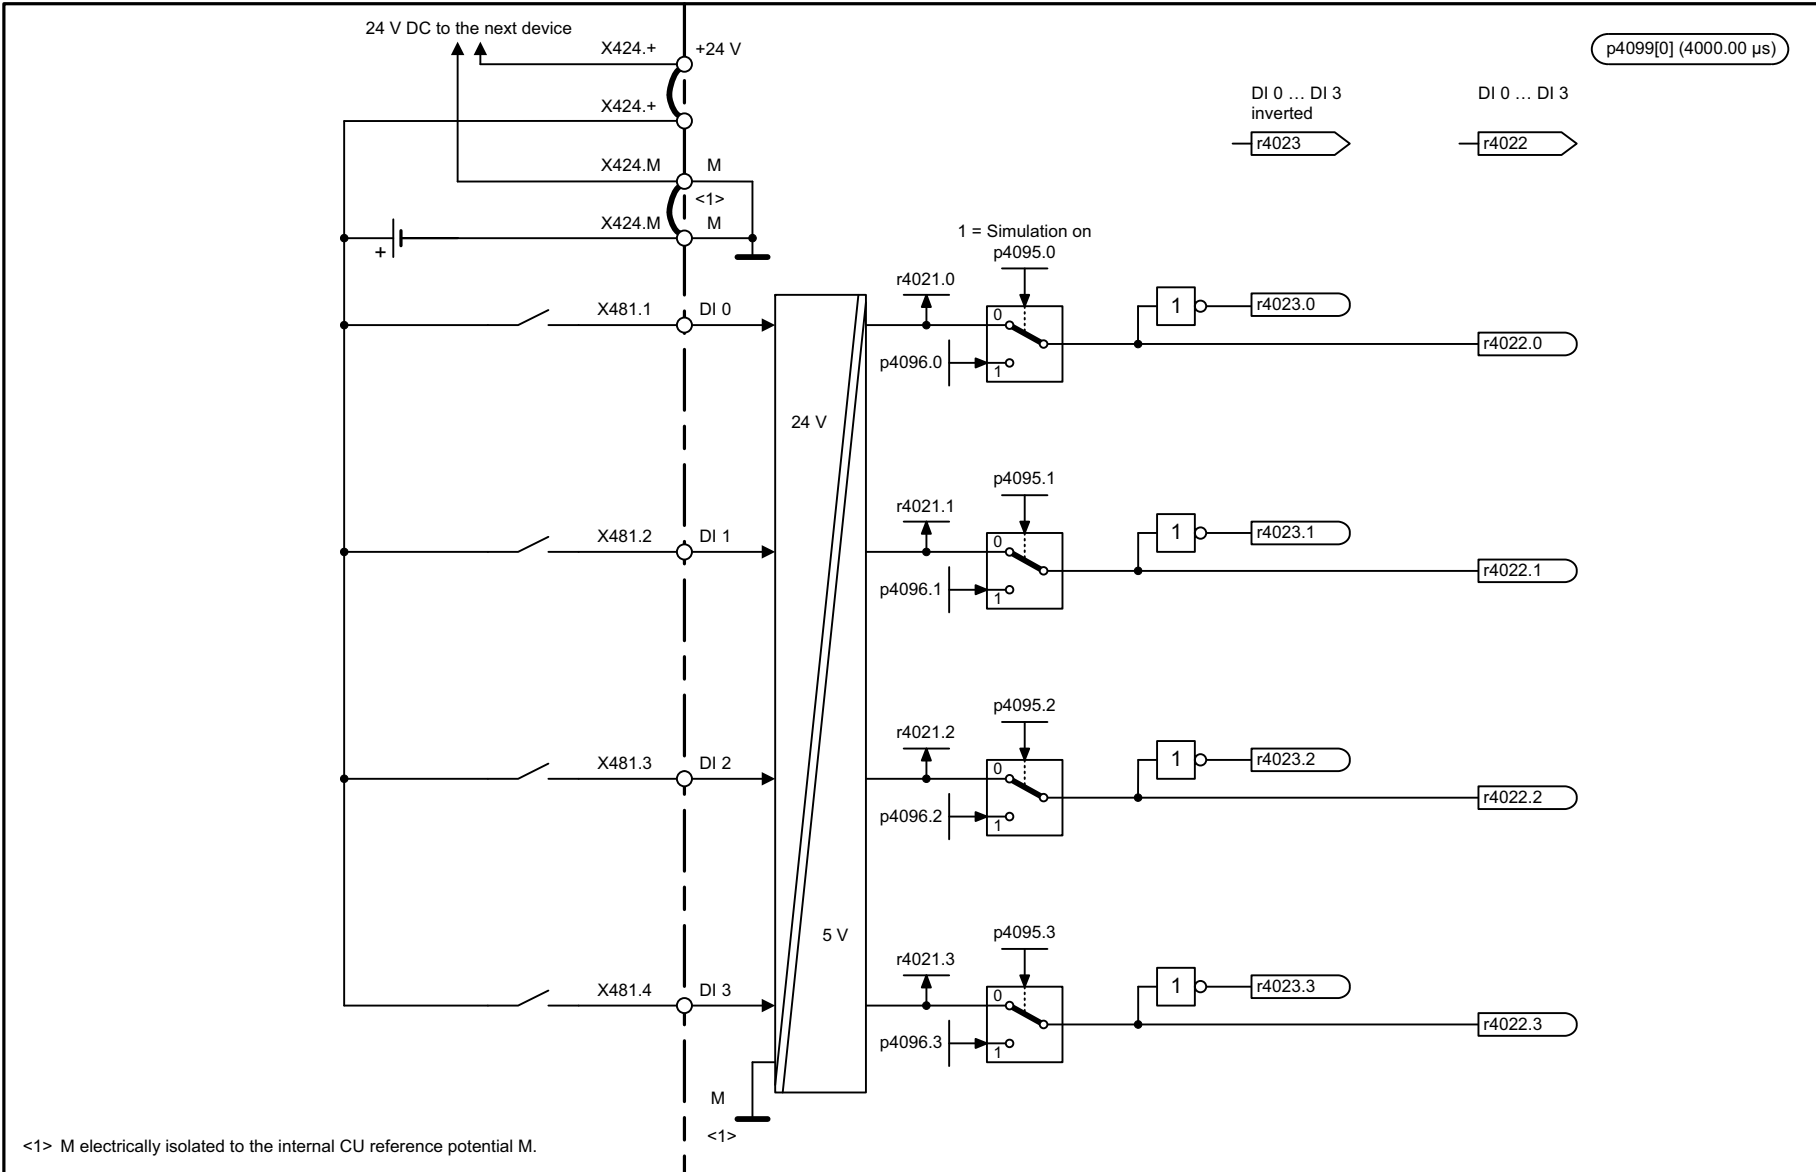 24 V DC to the next device
X424.+
+24 V
p4099[0] (4000.00 µs)
X424.+
DI 0 … DI 3
inverted
DI 0 … DI 3
r4023
r4022
X424.M
M
<1>
X424.M
M
+
1 = Simulation on
p4095.0
r4021.0
X481.1
DI 0
0
1
r4023.0
r4022.0
p4096.0
1
24 V
p4095.1
r4021.1
X481.2
DI 1
0
1
r4023.1
r4022.1
p4096.1
1
p4095.2
r4021.2
X481.3
DI 2
0
1
r4023.2
r4022.2
p4096.2
1
5 V
p4095.3
r4021.3
X481.4
DI 3
0
1
r4023.3
r4022.3
p4096.3
1
M
<1>
<1> M electrically isolated to the internal CU reference potential M.